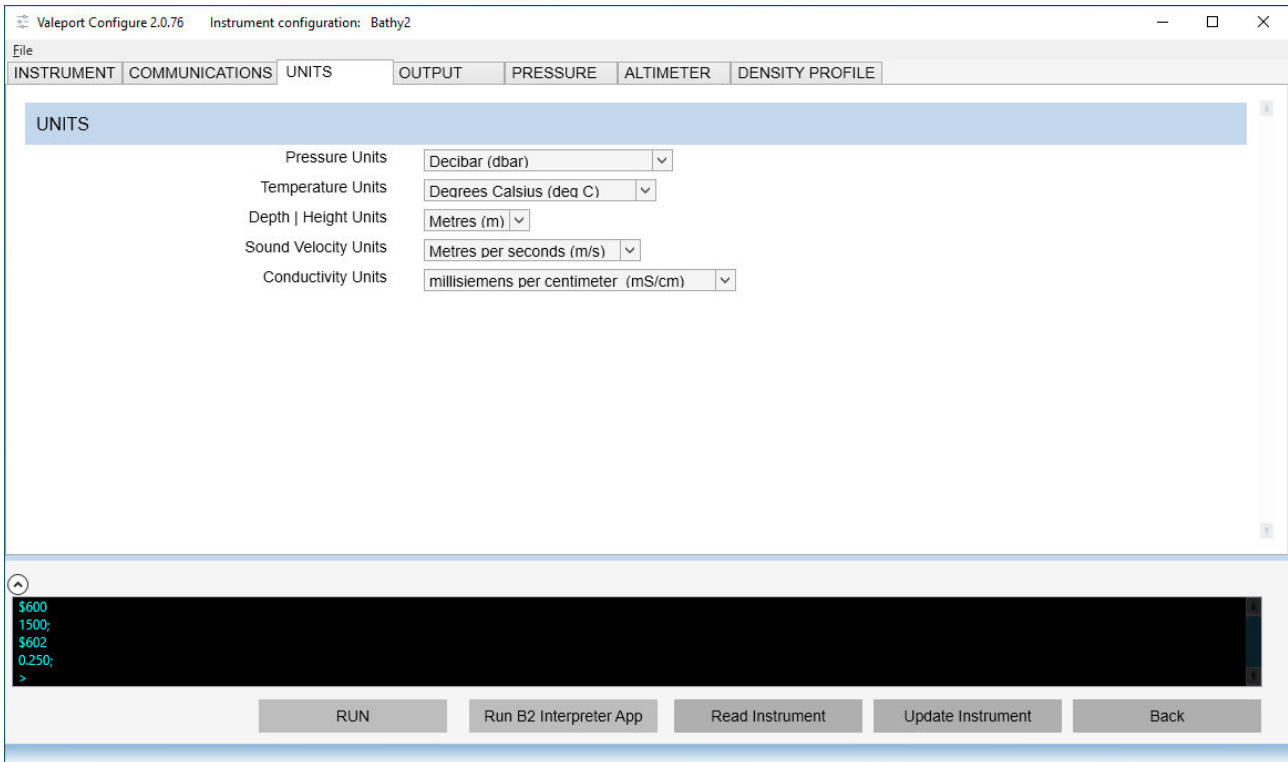 Valeport Configure 2.0.76 Instrument configuration: Bathy2
File
INSTRUMENT COMMUNICATIONS UNITS OUTPUT PRESSURE ALTIMETER DENSITY PROFILE
UNITS
Pressure Units Decibar (dbar)
Temperature Units Degrees Calsius (deg C)
Depth | Height Units Metres (m)
Sound Velocity Units Metres per seconds (m/s)
Conductivity Units millisiemens per centimeter (mS/cm)
$600
1500;
$602
0.250;
>
RUN Run B2 Interpreter App Read Instrument Update Instrument Back